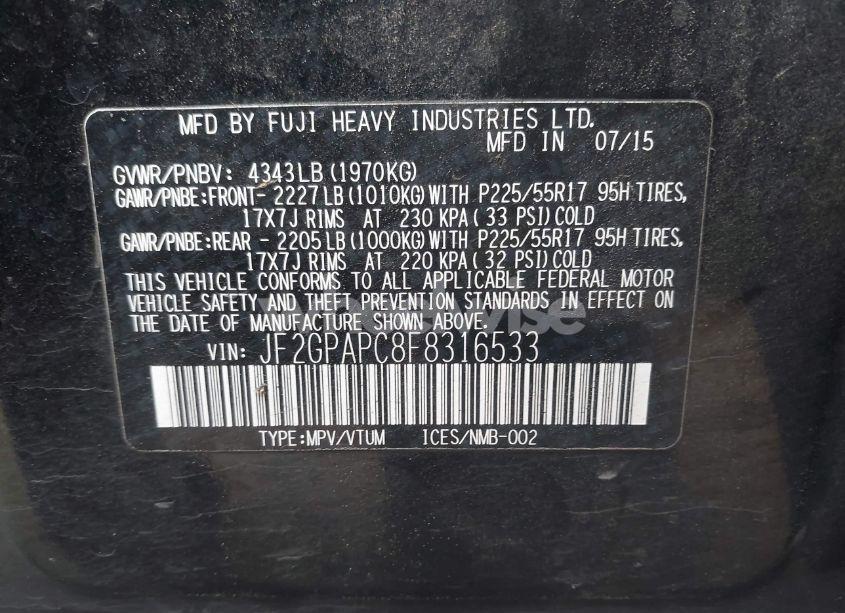 MFD BY FUJI HEAVY INDUSTRIES LTD.
MFD IN 07/15
GVWR/PNBV: 4343LB (1970KG)
GAWR/PNBE:FRONT- 2227LB (1010KG) WITH P225/55R17 95H TIRES,
17X7J RIMS AT 230 KPA ( 33 PSI) COLD
GAWR/PNBE:REAR - 2205LB (1000KG) WITH P225/55R17 95H TIRES,
17X7J RIMS AT 220 KPA ( 32 PSI) COLD
THIS VEHICLE CONFORMS TO ALL APPLICABLE FEDERAL MOTOR
VEHICLE SAFETY AND THEFT PREVENTION STANDARDS IN EFFECT ON
THE DATE OF MANUFACTURE SHOWN ABOVE.
VIN: JF2GPAPC8F8316533
TYPE:MPV/VTUM ICES/NMB-002